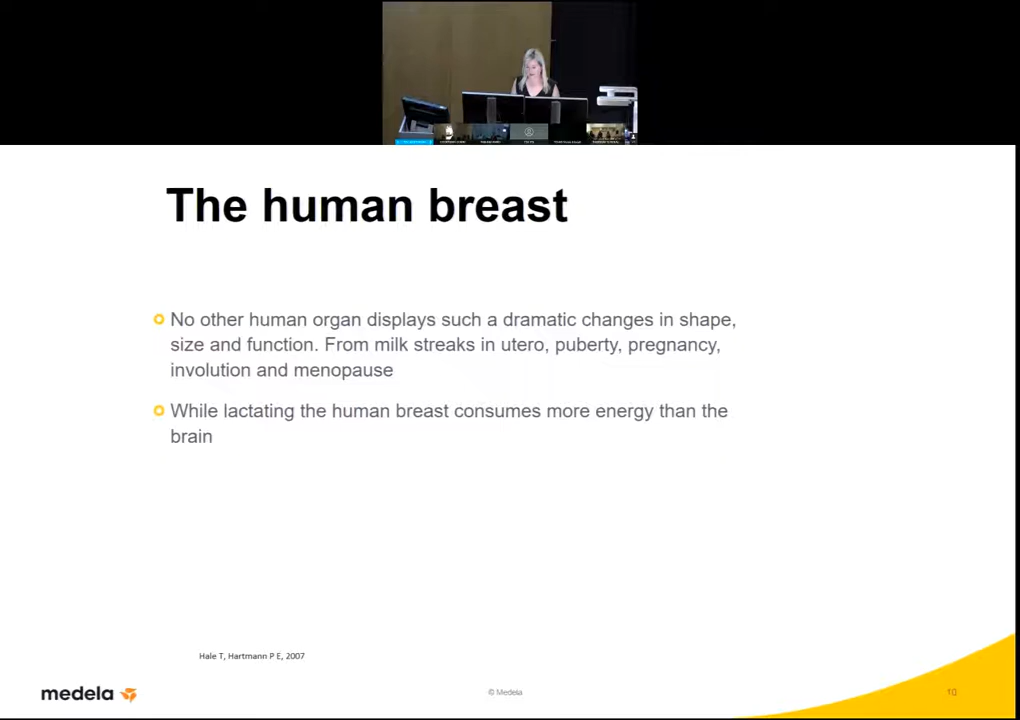 The human breast
No other human organ displays such a dramatic changes in shape,
size and function. From milk streaks in utero, puberty, pregnancy,
involution and menopause
While lactating the human breast consumes more energy than the
brain
Hale T, Hartmann P E, 2007
medela
© Medela
10